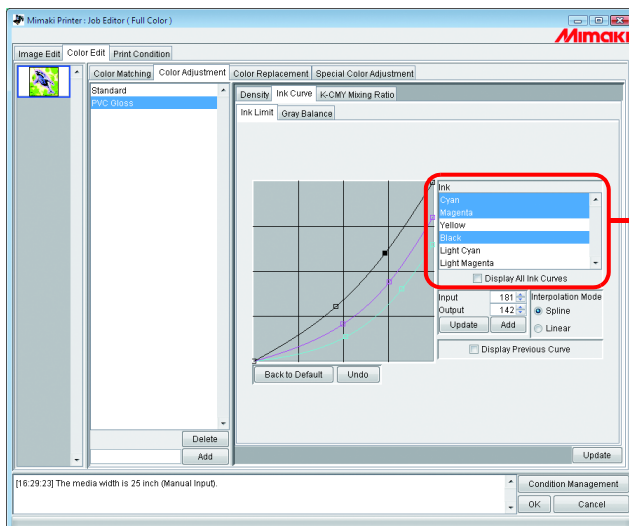 Mimaki Printer : Job Editor ( Full Color )
Mimaki
Image Edit Color Edit Print Condition
Color Matching Color Adjustment Color Replacement Special Color Adjustment
Standard
PVC Gloss
Density Ink Curve K-CMY Mixing Ratio
Ink Limit Gray Balance
Ink
Cyan
Magenta
Yellow
Black
Light Cyan
Light Magenta
Display All Ink Curves
Input 181 Interpolation Mode
Output 142 Spline
Update Add Linear
Display Previous Curve
Back to Default Undo
Delete
Add
Update
[16:29:23] The media width is 25 inch (Manual Input).
Condition Management
OK Cancel